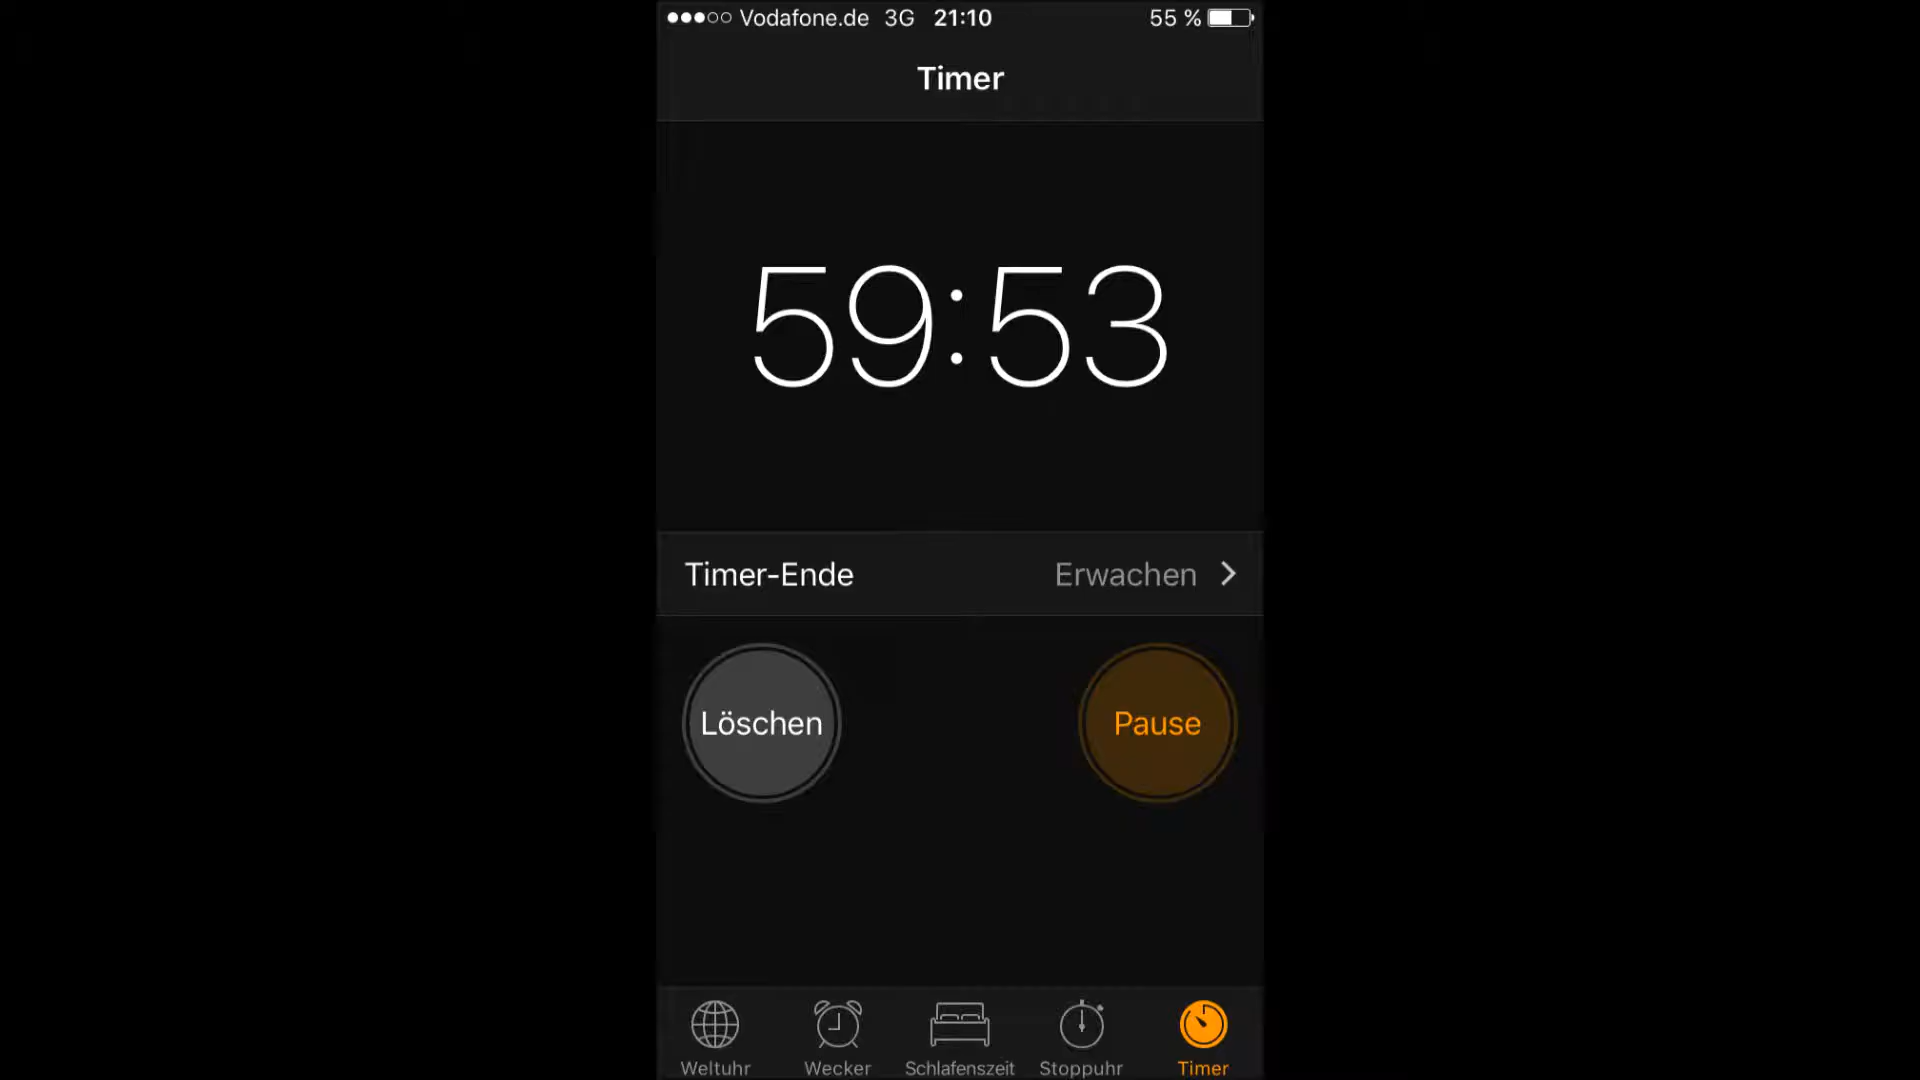 Vodafone.de 3G 21:10 55 %
Timer
59:53
Timer-Ende Erwachen
Löschen Pause
Weltuhr Wecker Schlafenszeit Stoppuhr Timer